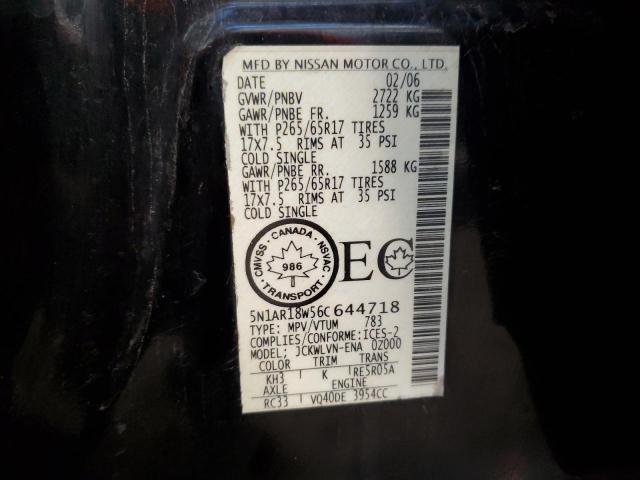 MFD BY NISSAN MOTOR CO., LTD.
DATE 02/06
GVWR/PNBV 2722 KG
GAWR/PNBE FR. 1259 KG
WITH P265/65R17 TIRES
17X7.5 RIMS AT 35 PSI
COLD SINGLE
GAWR/PNBE RR. 1588 KG
WITH P265/65R17 TIRES
17X7.5 RIMS AT 35 PSI
COLD SINGLE
CMVSS · CANADA · NSVAC
986
TRANSPORT
EC
5N1AR18W56C644718
TYPE: MPV/VTUM 783
COMPLIES/CONFORME:ICES-2
MODEL; JCKWLVN-ENA 0Z000
COLOR TRIM TRANS
KH3 K RE5R05A
AXLE ENGINE
RC33 VQ40DE 3954CC